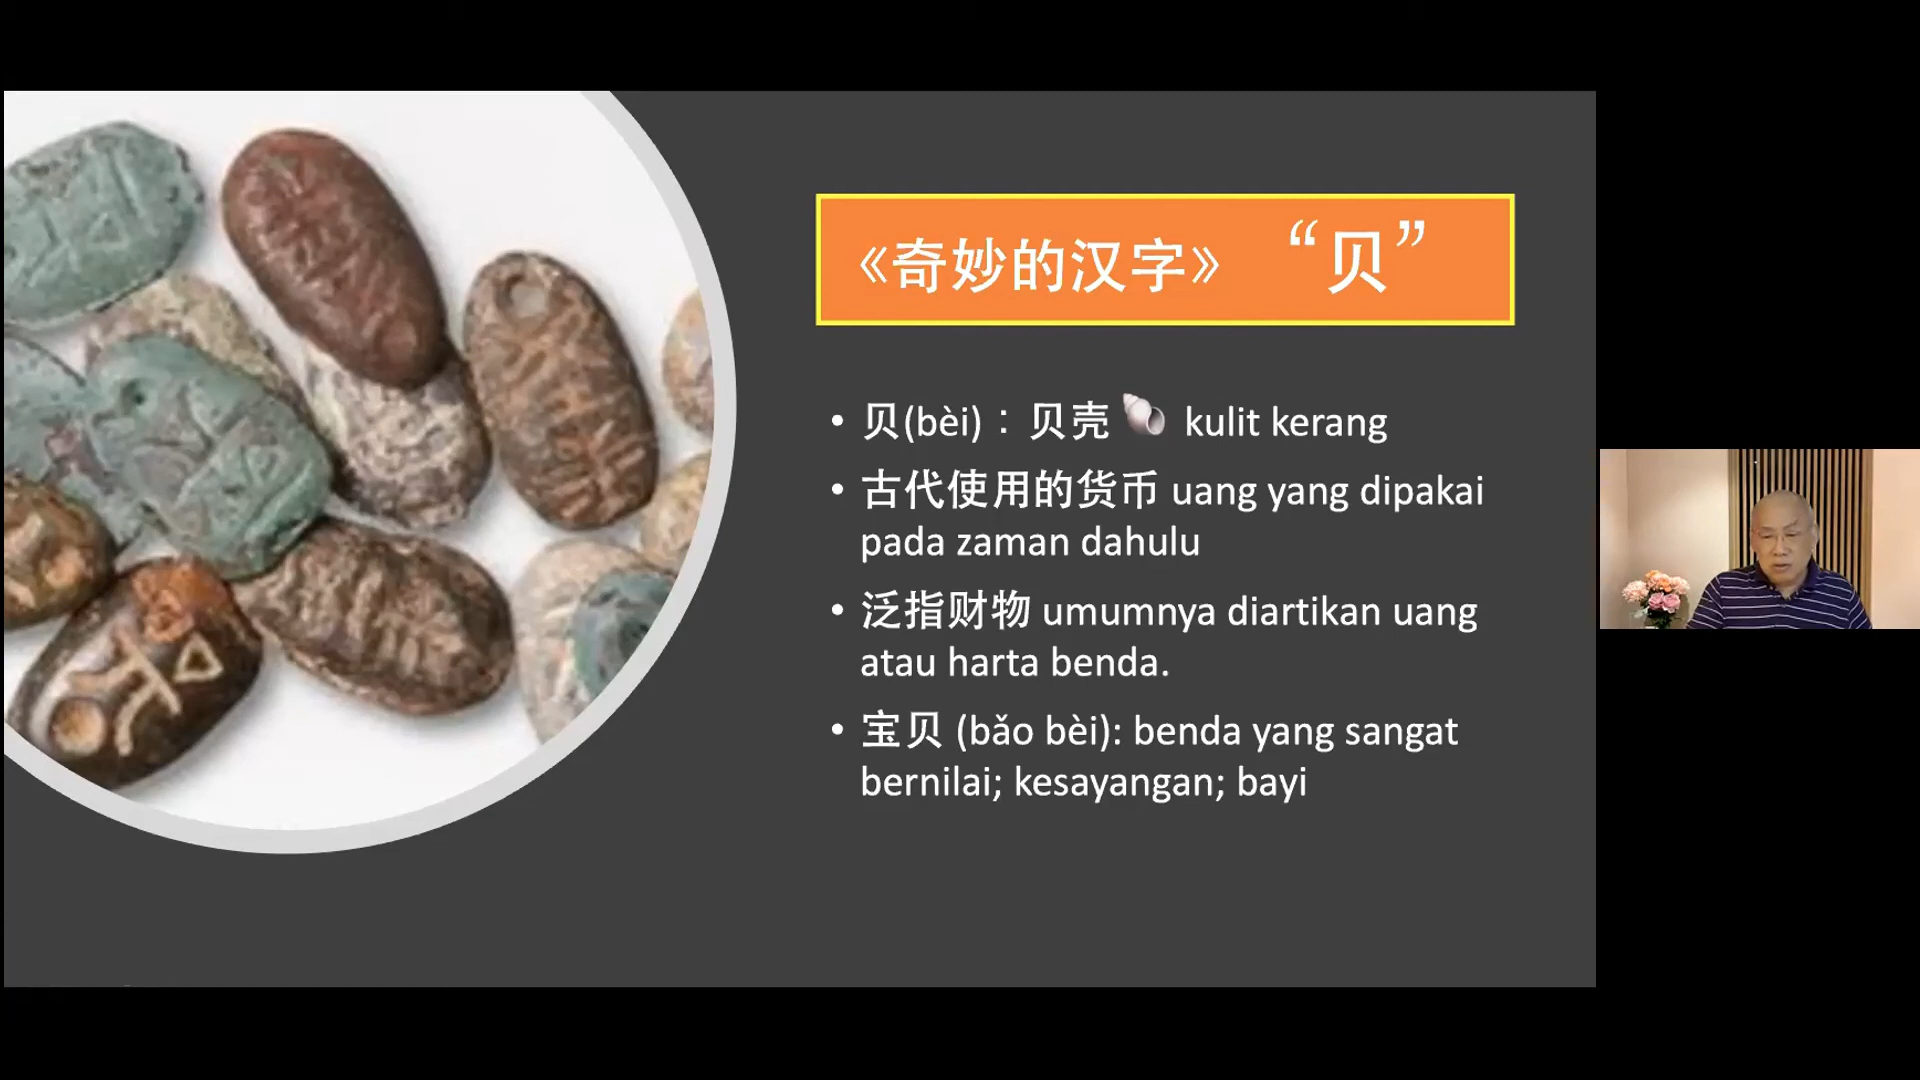 《奇妙的汉字》 “贝”
• 贝(bèi)：贝壳 🐚 kulit kerang
• 古代使用的货币 uang yang dipakai
pada zaman dahulu
• 泛指财物 umumnya diartikan uang
atau harta benda.
• 宝贝 (bǎo bèi): benda yang sangat
bernilai; kesayangan; bayi